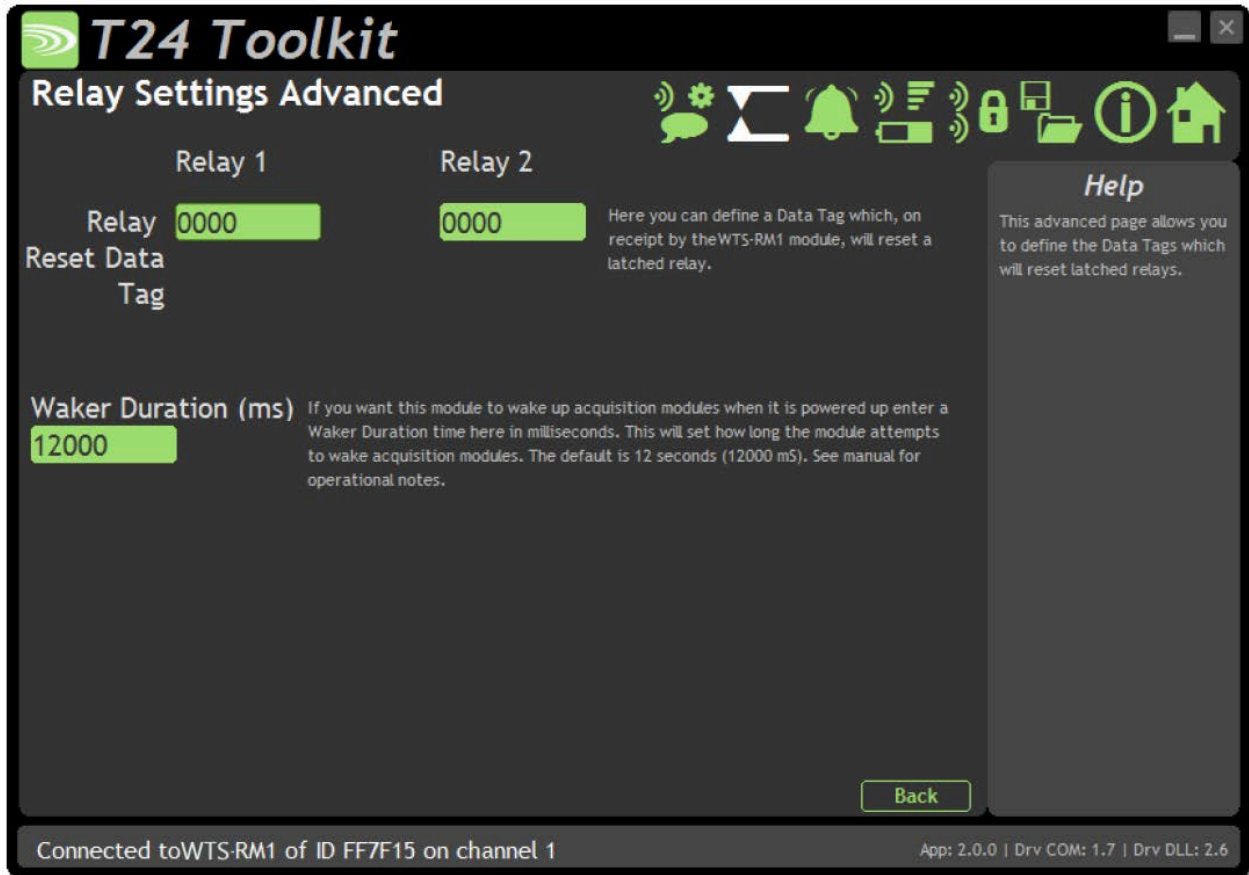 T24 Toolkit
Relay Settings Advanced
Relay 1
Relay 2
Relay
Reset Data
Tag
0000
0000
Here you can define a Data Tag which, on
receipt by theWTS-RM1 module, will reset a
latched relay.
Waker Duration (ms)
12000
If you want this module to wake up acquisition modules when it is powered up enter a
Waker Duration time here in milliseconds. This will set how long the module attempts
to wake acquisition modules. The default is 12 seconds (12000 mS). See manual for
operational notes.
Back
Help
This advanced page allows you
to define the Data Tags which
will reset latched relays.
Connected toWTS-RM1 of ID FF7F15 on channel 1
App: 2.0.0 | Drv COM: 1.7 | Drv DLL: 2.6